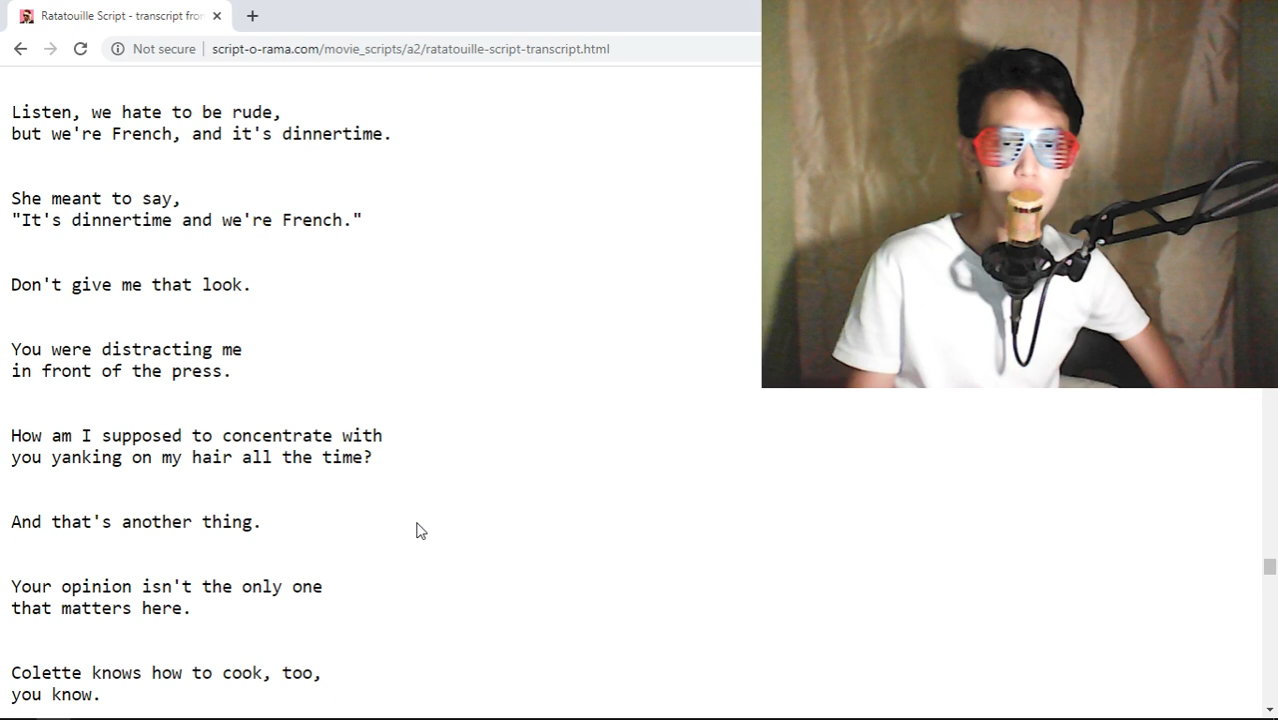 Ratatouille Script - transcript fro
Not secure
script-o-rama.com/movie_scripts/a2/ratatouille-script-transcript.html
Listen, we hate to be rude,
but we're French, and it's dinnertime.
She meant to say,
"It's dinnertime and we're French."
Don't give me that look.
You were distracting me
in front of the press.
How am I supposed to concentrate with
you yanking on my hair all the time?
And that's another thing.
Your opinion isn't the only one
that matters here.
Colette knows how to cook, too,
you know.